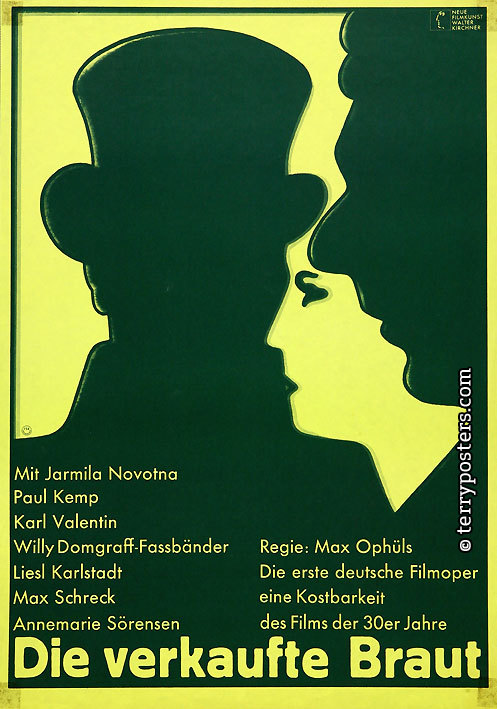 NEUE
FILMKUNST
WALTER
KIRCHNER
Mit Jarmila Novotna
Paul Kemp
Karl Valentin
Willy Domgraff-Fassbänder
Liesl Karlstadt
Max Schreck
Annemarie Sörensen
Regie: Max Ophüls
Die erste deutsche Filmoper
eine Kostbarkeit
des Films der 30er Jahre
Die verkaufte Braut
© terryposters.com